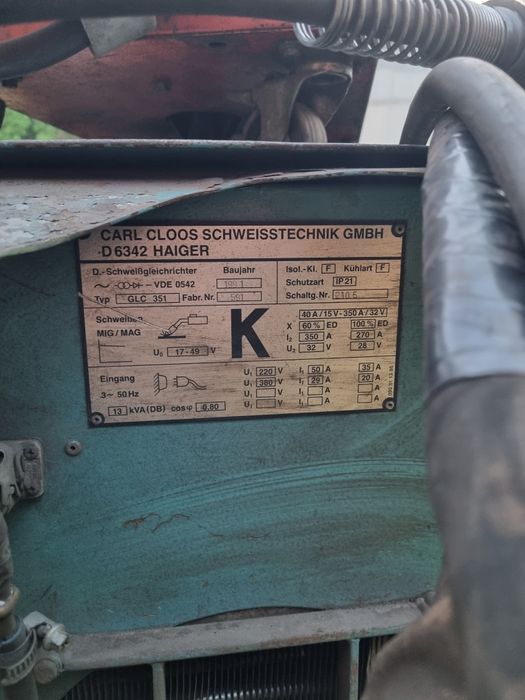 CARL CLOOS SCHWEISSTECHNIK GMBH
D 6342 HAIGER
D.-Schweißgleichrichter Baujahr 1991 Isol.-Kl. F Kühlart F
VDE 0542 Schutzart IP21
Typ GLC 351 Fabr. Nr. 561 Schaltg. Nr. 210.5
Schweißen K 40 A / 15 V - 350 A / 32 V
MIG / MAG X 60% ED 100% ED
I₂ 350 A 270 A
U₀ 17-49 V U₂ 32 V 28 V
Eingang U₁ 220 V I₁ 50 A 35 A
3~ 50 Hz U₁ 380 V I₁ 29 A 20 A
U₁ V I₁ A A
13 kVA (DB) cosφ 0.80 U₁ V I₁ A A